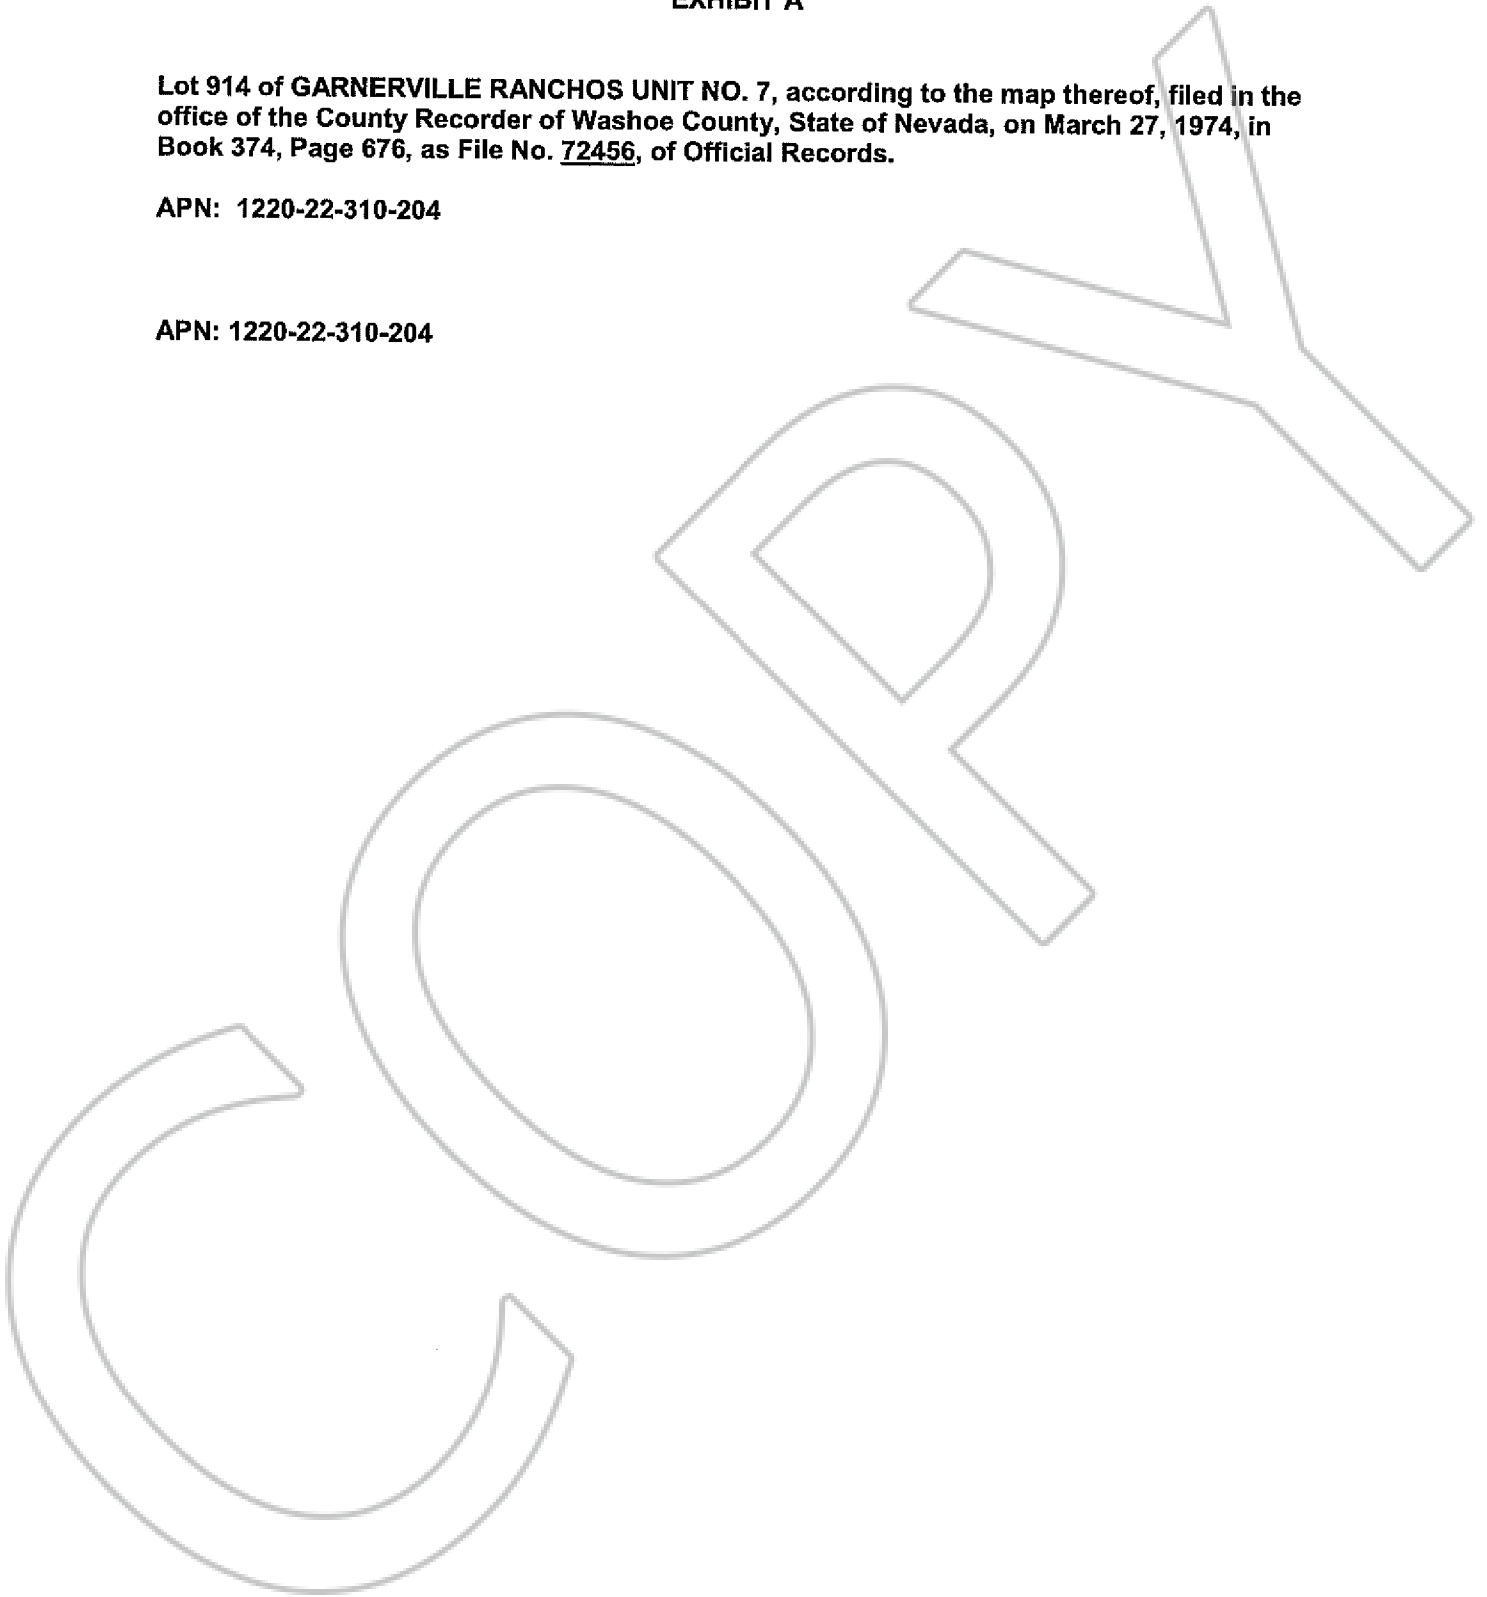 EXHIBIT A
Lot 914 of GARNERVILLE RANCHOS UNIT NO. 7, according to the map thereof, filed in the
office of the County Recorder of Washoe County, State of Nevada, on March 27, 1974, in
Book 374, Page 676, as File No. 72456, of Official Records.
APN: 1220-22-310-204
APN: 1220-22-310-204
COPY